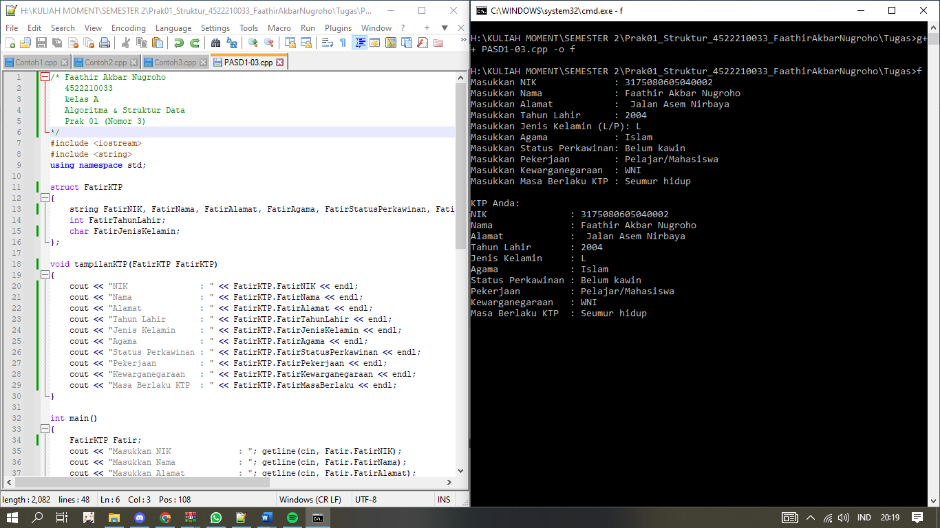 H:\KULIAH MOMENT\SEMESTER 2\Prak01_Struktur_4522210033_FaathirAkbarNugroho\Tugas\P...
File Edit Search View Encoding Language Settings Tools Macro Run Plugins Window ? + ▼ X
Contoh1.cpp Contoh2.cpp Contoh3.cpp PASD1-03.cpp
1 /* Faathir Akbar Nugroho
2 4522210033
3 kelas A
4 Algoritma & Struktur Data
5 Prak 01 (Nomor 3)
6 */
7 #include <iostream>
8 #include <string>
9 using namespace std;
10
11 struct FatirKTP
12 {
13 string FatirNIK, FatirNama, FatirAlamat, FatirAgama, FatirStatusPerkawinan, Fati
14 int FatirTahunLahir;
15 char FatirJenisKelamin;
16 };
17
18 void tampilanKTP(FatirKTP FatirKTP)
19 {
20 cout << "NIK : " << FatirKTP.FatirNIK << endl;
21 cout << "Nama : " << FatirKTP.FatirNama << endl;
22 cout << "Alamat : " << FatirKTP.FatirAlamat << endl;
23 cout << "Tahun Lahir : " << FatirKTP.FatirTahunLahir << endl;
24 cout << "Jenis Kelamin : " << FatirKTP.FatirJenisKelamin << endl;
25 cout << "Agama : " << FatirKTP.FatirAgama << endl;
26 cout << "Status Perkawinan : " << FatirKTP.FatirStatusPerkawinan << endl;
27 cout << "Pekerjaan : " << FatirKTP.FatirPekerjaan << endl;
28 cout << "Kewarganegaraan : " << FatirKTP.FatirKewarganegaraan << endl;
29 cout << "Masa Berlaku KTP : " << FatirKTP.FatirMasaBerlaku << endl;
30 }
31
32 int main()
33 {
34 FatirKTP Fatir;
35 cout << "Masukkan NIK : "; getline(cin, Fatir.FatirNIK);
36 cout << "Masukkan Nama : "; getline(cin, Fatir.FatirNama);
37 cout << "Masukkan Alamat : "; getline(cin, Fatir.FatirAlamat);
length : 2,082 lines : 48 Ln : 6 Col : 3 Pos : 108 Windows (CR LF) UTF-8 INS
C:\WINDOWS\system32\cmd.exe - f
H:\KULIAH MOMENT\SEMESTER 2\Prak01_Struktur_4522210033_FaathirAkbarNugroho\Tugas>g+
+ PASD1-03.cpp -o f
H:\KULIAH MOMENT\SEMESTER 2\Prak01_Struktur_4522210033_FaathirAkbarNugroho\Tugas>f
Masukkan NIK : 3175080605040002
Masukkan Nama : Faathir Akbar Nugroho
Masukkan Alamat : Jalan Asem Nirbaya
Masukkan Tahun Lahir : 2004
Masukkan Jenis Kelamin (L/P): L
Masukkan Agama : Islam
Masukkan Status Perkawinan: Belum kawin
Masukkan Pekerjaan : Pelajar/Mahasiswa
Masukkan Kewarganegaraan : WNI
Masukkan Masa Berlaku KTP : Seumur hidup
KTP Anda:
NIK : 3175080605040002
Nama : Faathir Akbar Nugroho
Alamat : Jalan Asem Nirbaya
Tahun Lahir : 2004
Jenis Kelamin : L
Agama : Islam
Status Perkawinan : Belum kawin
Pekerjaan : Pelajar/Mahasiswa
Kewarganegaraan : WNI
Masa Berlaku KTP : Seumur hidup
IND 20:19